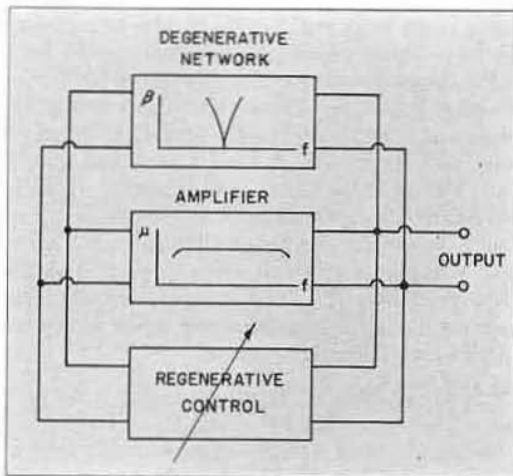 DEGENERATIVE
NETWORK
β
f
AMPLIFIER
μ
f
OUTPUT
REGENERATIVE
CONTROL